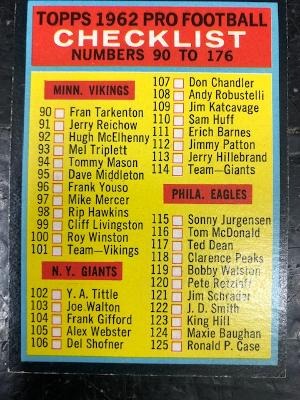 TOPPS 1962 PRO FOOTBALL
CHECKLIST
NUMBERS 90 TO 176
MINN. VIKINGS
90 Fran Tarkenton
91 Jerry Reichow
92 Hugh McElhenny
93 Mel Triplett
94 Tommy Mason
95 Dave Middleton
96 Frank Youso
97 Mike Mercer
98 Rip Hawkins
99 Cliff Livingston
100 Roy Winston
101 Team—Vikings
N. Y. GIANTS
102 Y. A. Tittle
103 Joe Walton
104 Frank Gifford
105 Alex Webster
106 Del Shofner
107 Don Chandler
108 Andy Robustelli
109 Jim Katcavage
110 Sam Huff
111 Erich Barnes
112 Jimmy Patton
113 Jerry Hillebrand
114 Team—Giants
PHILA. EAGLES
115 Sonny Jurgensen
116 Tom McDonald
117 Ted Dean
118 Clarence Peaks
119 Bobby Walston
120 Pete Retzlaff
121 Jim Schrader
122 J. D. Smith
123 King Hill
124 Maxie Baughan
125 Ronald P. Case